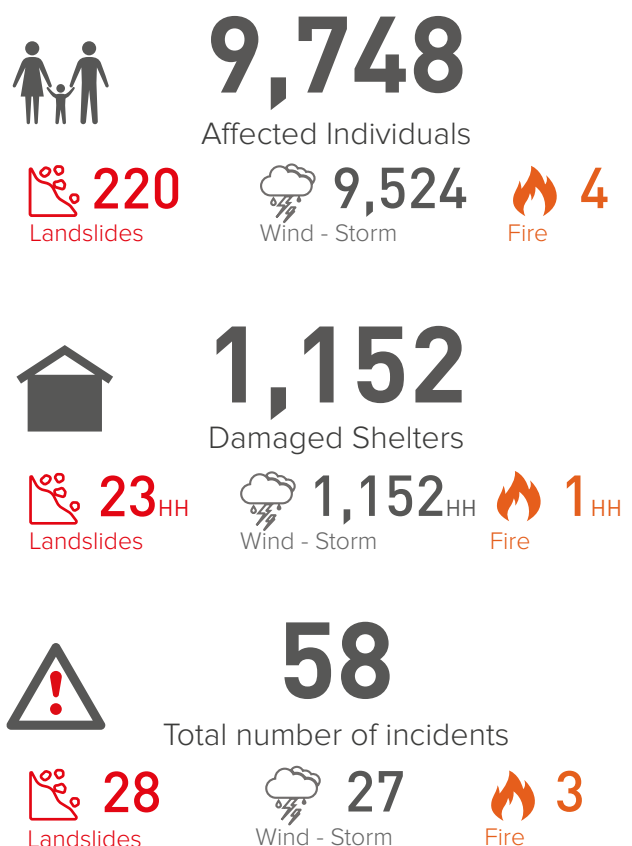 9,748
Affected Individuals
220 9,524 4
Landslides Wind - Storm Fire
1,152
Damaged Shelters
23HH 1,152HH 1HH
Landslides Wind - Storm Fire
58
Total number of incidents
28 27 3
Landslides Wind - Storm Fire